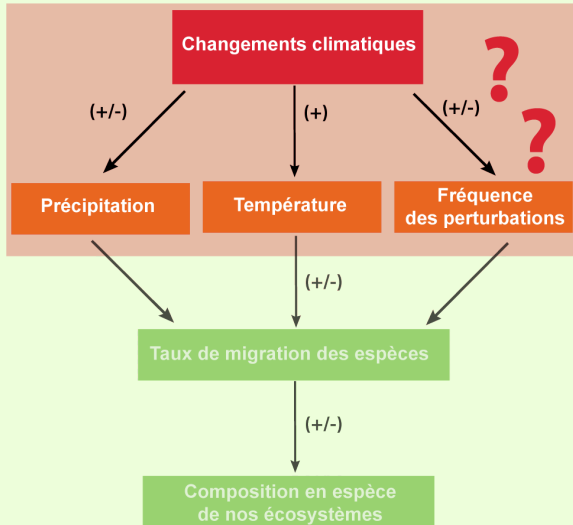 Changements climatiques
?
?
(+/-)
(+)
(+/-)
Précipitation
Température
Fréquence
des perturbations
(+/-)
Taux de migration des espèces
(+/-)
Composition en espèce
de nos écosystèmes